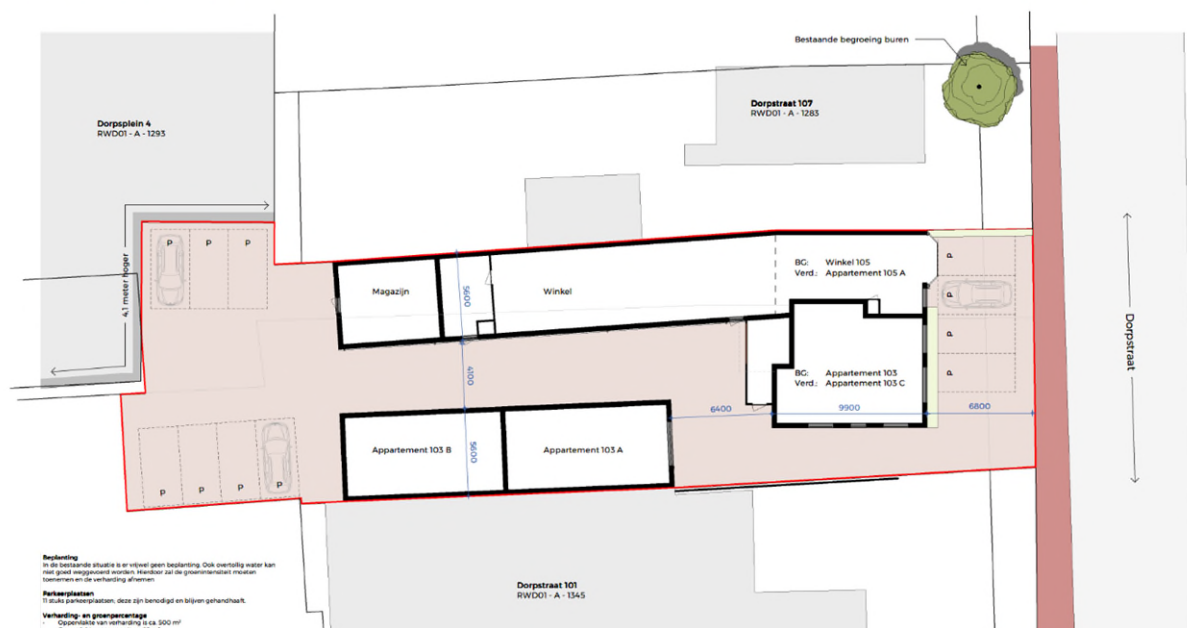 Bestaande begroeing buren
Dorpsplein 4
RWD01 - A - 1293
Dorpstraat 107
RWD01 - A - 1283
4,1 meter hoger
P
P
P
Magazijn
5600
Winkel
BG: Winkel 105
Verd.: Appartement 105 A
P
P
P
P
Dorpstraat
4100
BG: Appartement 103
Verd.: Appartement 103 C
6400
9900
6800
Appartement 103 B
5600
Appartement 103 A
P
P
P
P
Beplanting
In de bestaande situatie is er vrijwel geen beplanting. Ook overtollig water kan
niet goed weggevoerd worden. Hierdoor zal de groenintensiteit moeten
toenemen en de verharding afnemen
Parkeerplaatsen
11 stuks parkeerplaatsen, deze zijn benodigd en blijven gehandhaaft.
Verharding- en groenpercentage
- Oppervlakte van verharding is ca. 500 m²
Dorpstraat 101
RWD01 - A - 1345